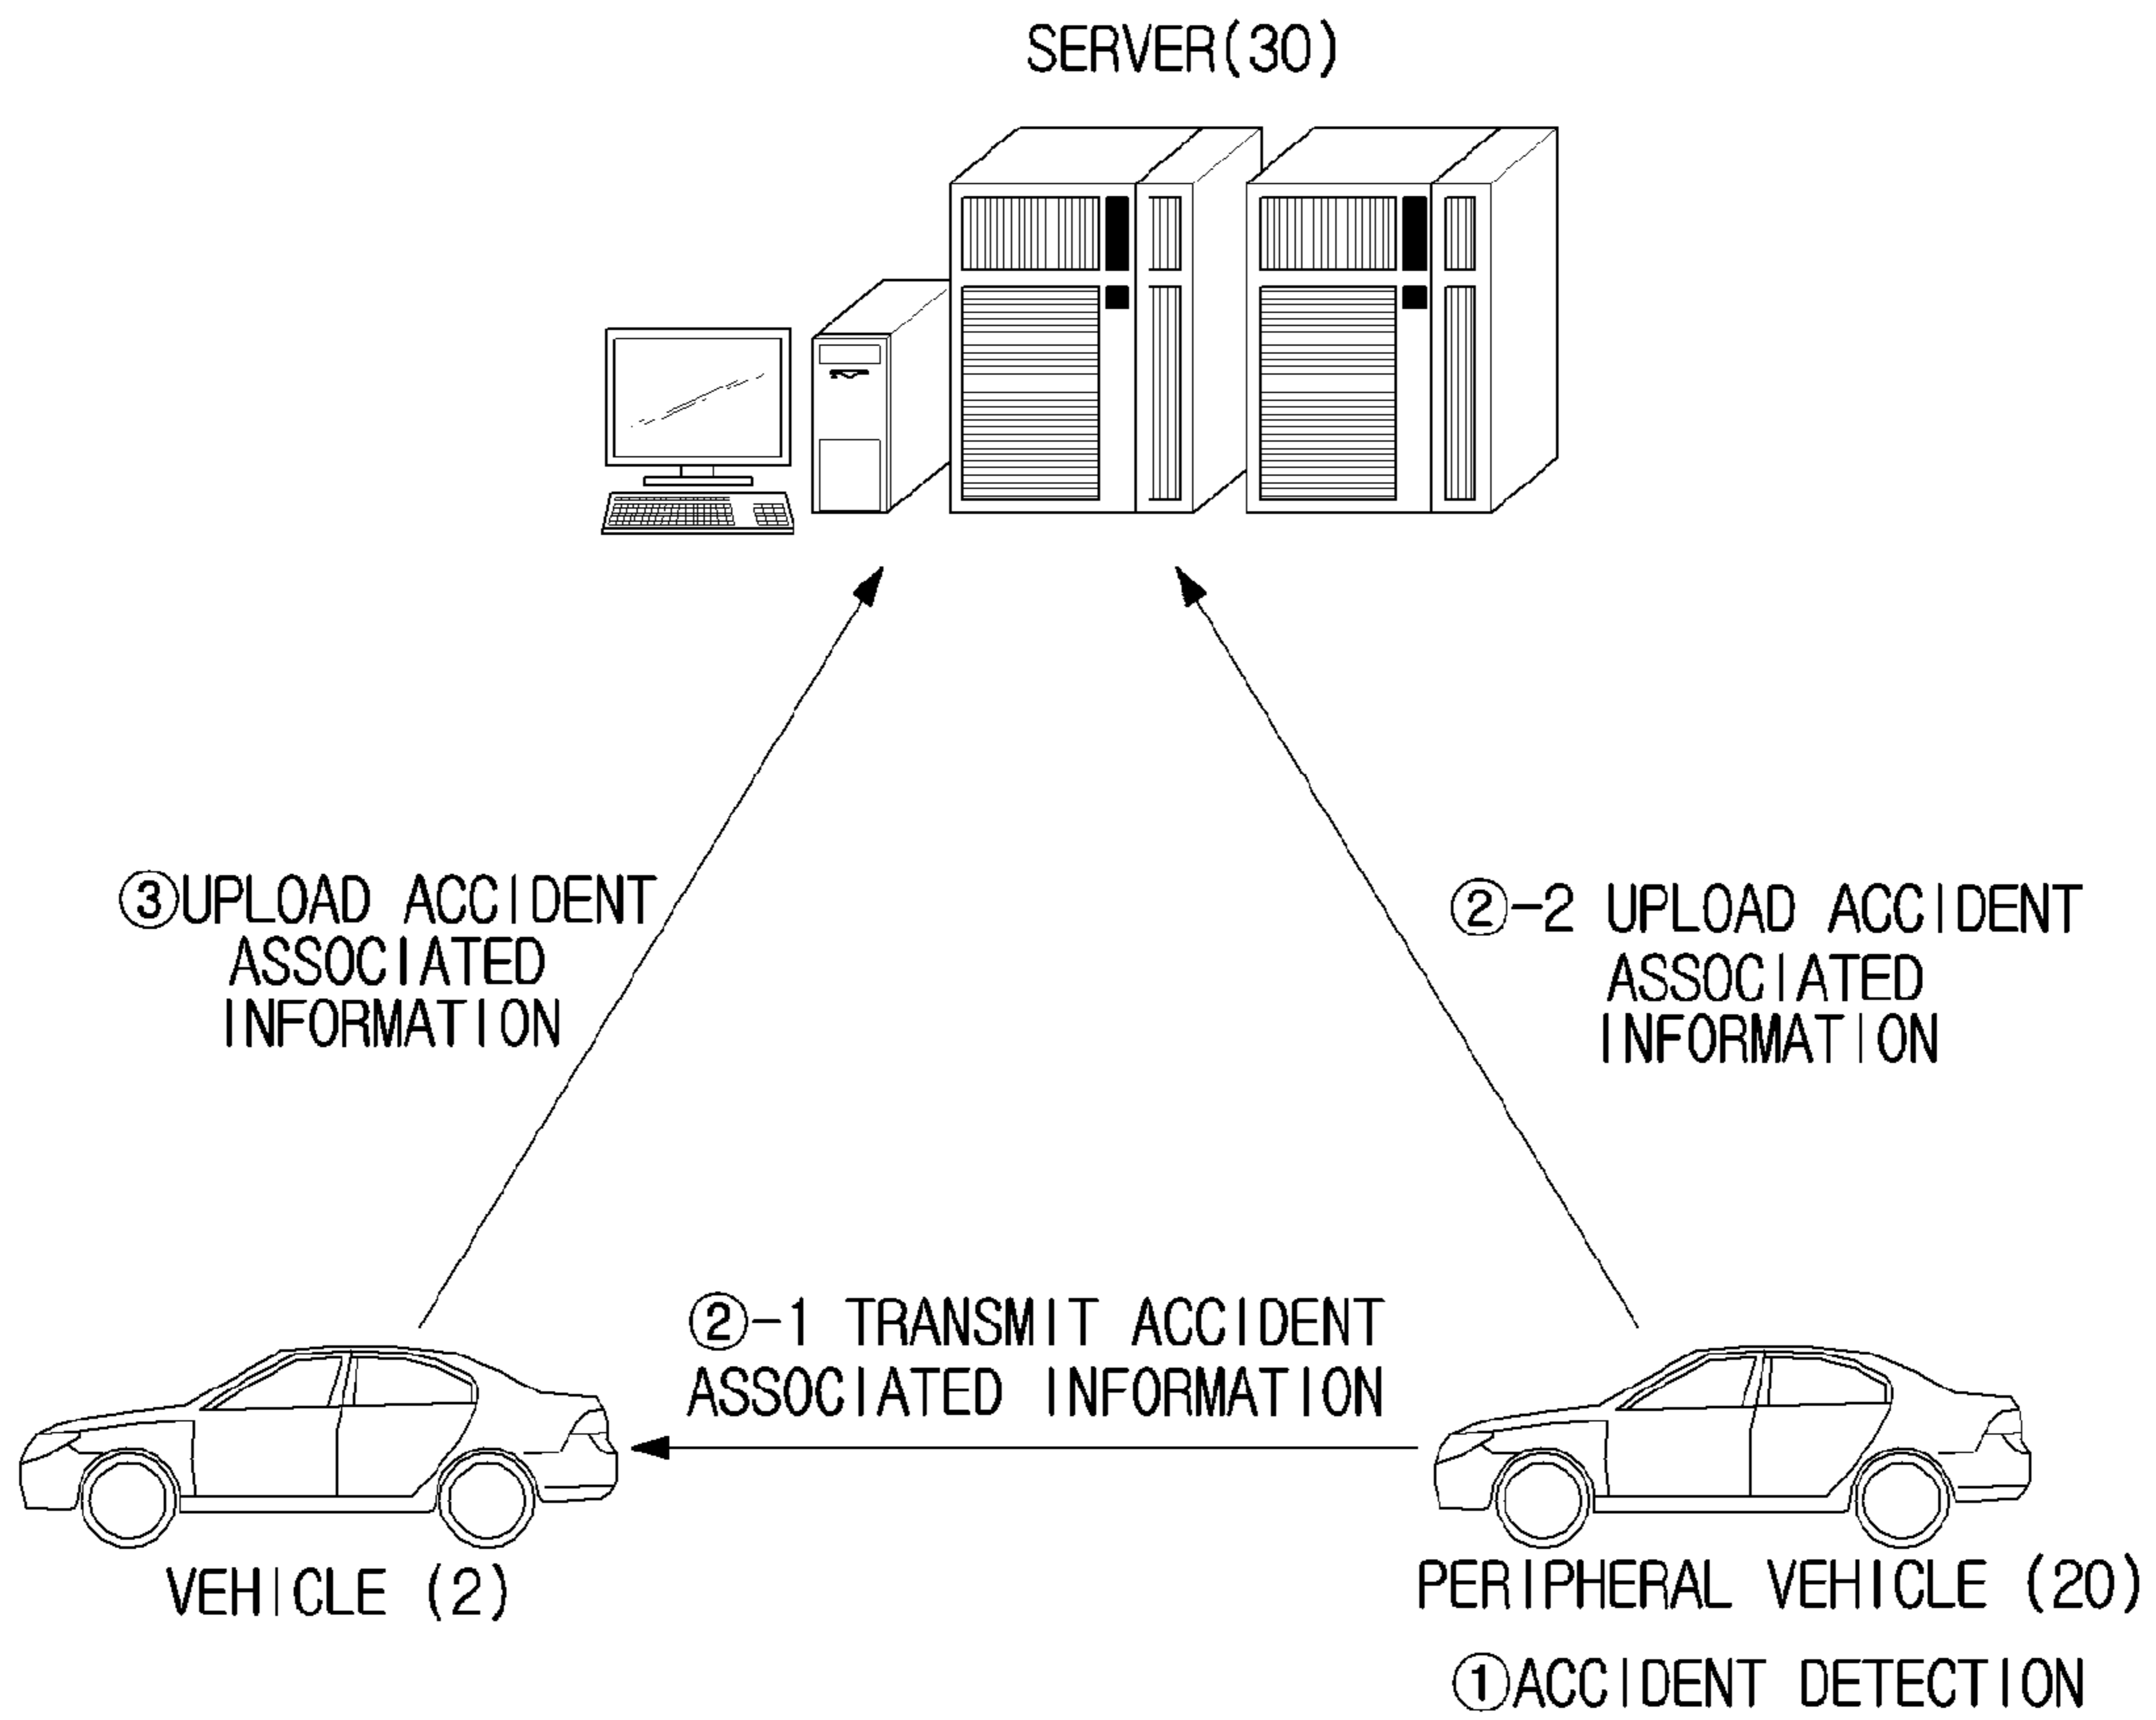 SERVER(30)
③UPLOAD ACCIDENT
ASSOCIATED
INFORMATION
②-2 UPLOAD ACCIDENT
ASSOCIATED
INFORMATION
②-1 TRANSMIT ACCIDENT
ASSOCIATED INFORMATION
VEHICLE (2)
PERIPHERAL VEHICLE (20)
①ACCIDENT DETECTION